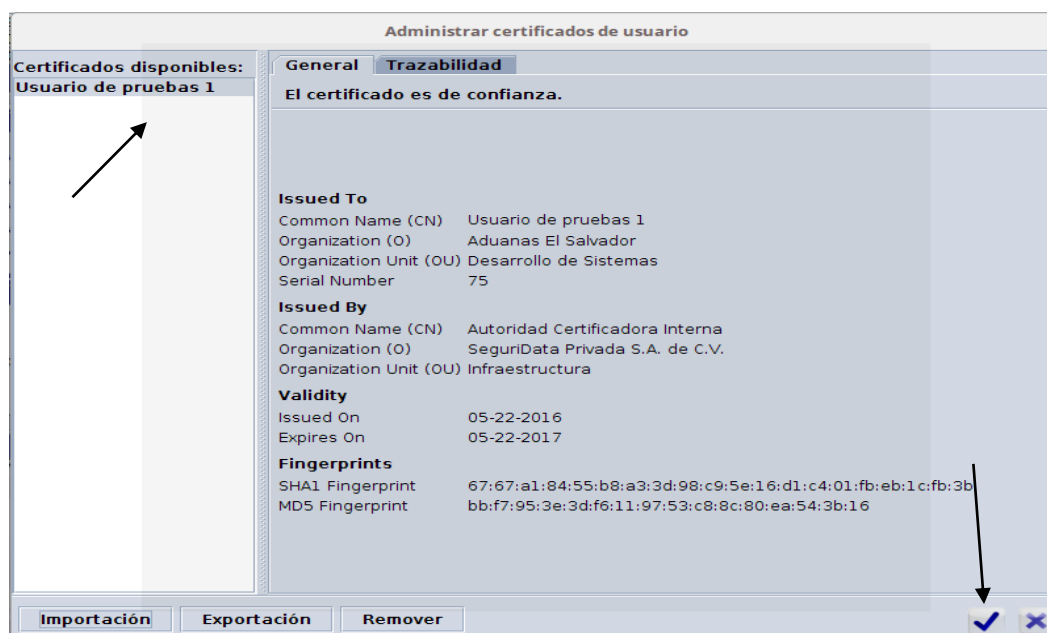 Administrar certificados de usuario
Certificados disponibles:
Usuario de pruebas 1
General Trazabilidad
El certificado es de confianza.
Issued To
Common Name (CN) Usuario de pruebas 1
Organization (O) Aduanas El Salvador
Organization Unit (OU) Desarrollo de Sistemas
Serial Number 75
Issued By
Common Name (CN) Autoridad Certificadora Interna
Organization (O) SeguriData Privada S.A. de C.V.
Organization Unit (OU) Infraestructura
Validity
Issued On 05-22-2016
Expires On 05-22-2017
Fingerprints
SHA1 Fingerprint 67:67:a1:84:55:b8:a3:3d:98:c9:5e:16:d1:c4:01:fb:eb:1c:fb:3b
MD5 Fingerprint bb:f7:95:3e:3d:f6:11:97:53:c8:8c:80:ea:54:3b:16
Importación Exportación Remover